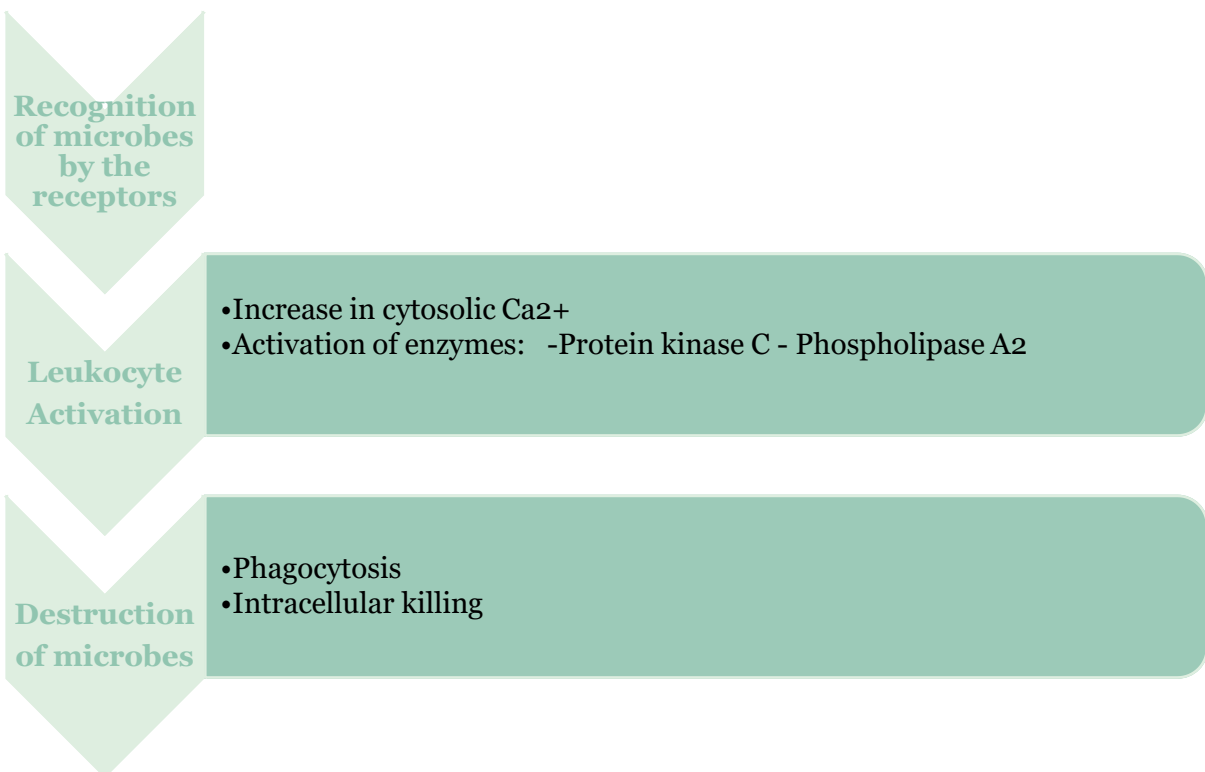 Recognition
of microbes
by the
receptors
•Increase in cytosolic Ca2+
•Activation of enzymes:   -Protein kinase C - Phospholipase A2
Leukocyte
Activation
•Phagocytosis
•Intracellular killing
Destruction
of microbes